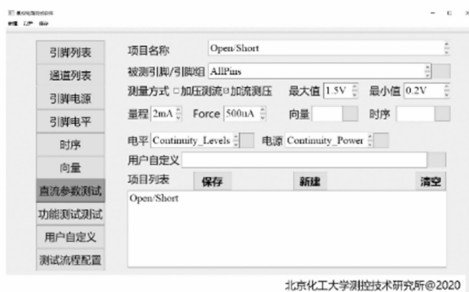 引脚列表
通道列表
引脚电源
引脚电平
时序
向量
直流参数测试
功能测试测试
用户自定义
测试流程配置
项目名称 Open/Short
被测引脚/引脚组 AllPins
测量方式 加压测流 加流测压 最大值 1.5V 最小值 0.2V
量程 2mA Force 500uA 向量 时序
电平 Continuity_Levels 电源 Continuity_Power
用户自定义
项目列表 保存 新建 清空
Open/Short
北京化工大学测控技术研究所@2020